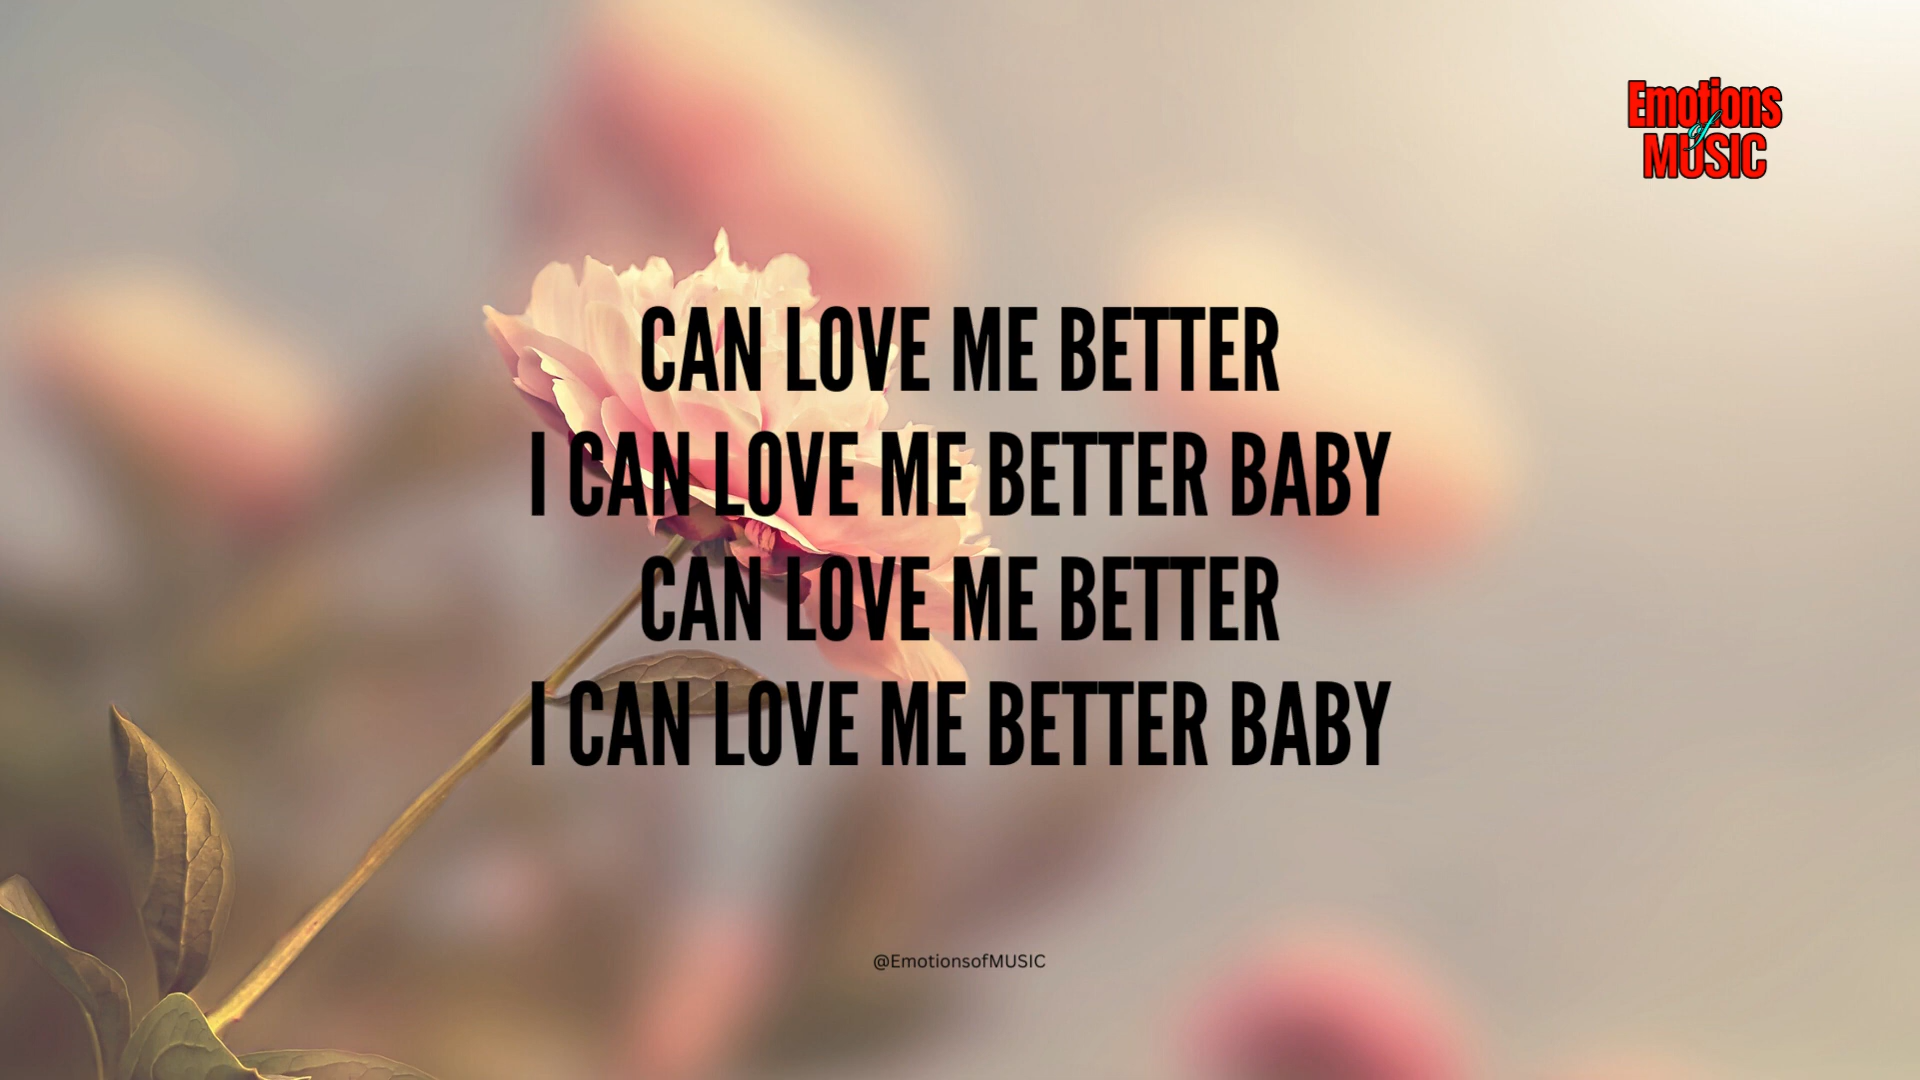 Emotions
of
MUSIC
CAN LOVE ME BETTER
I CAN LOVE ME BETTER BABY
CAN LOVE ME BETTER
I CAN LOVE ME BETTER BABY
@EmotionsofMUSIC